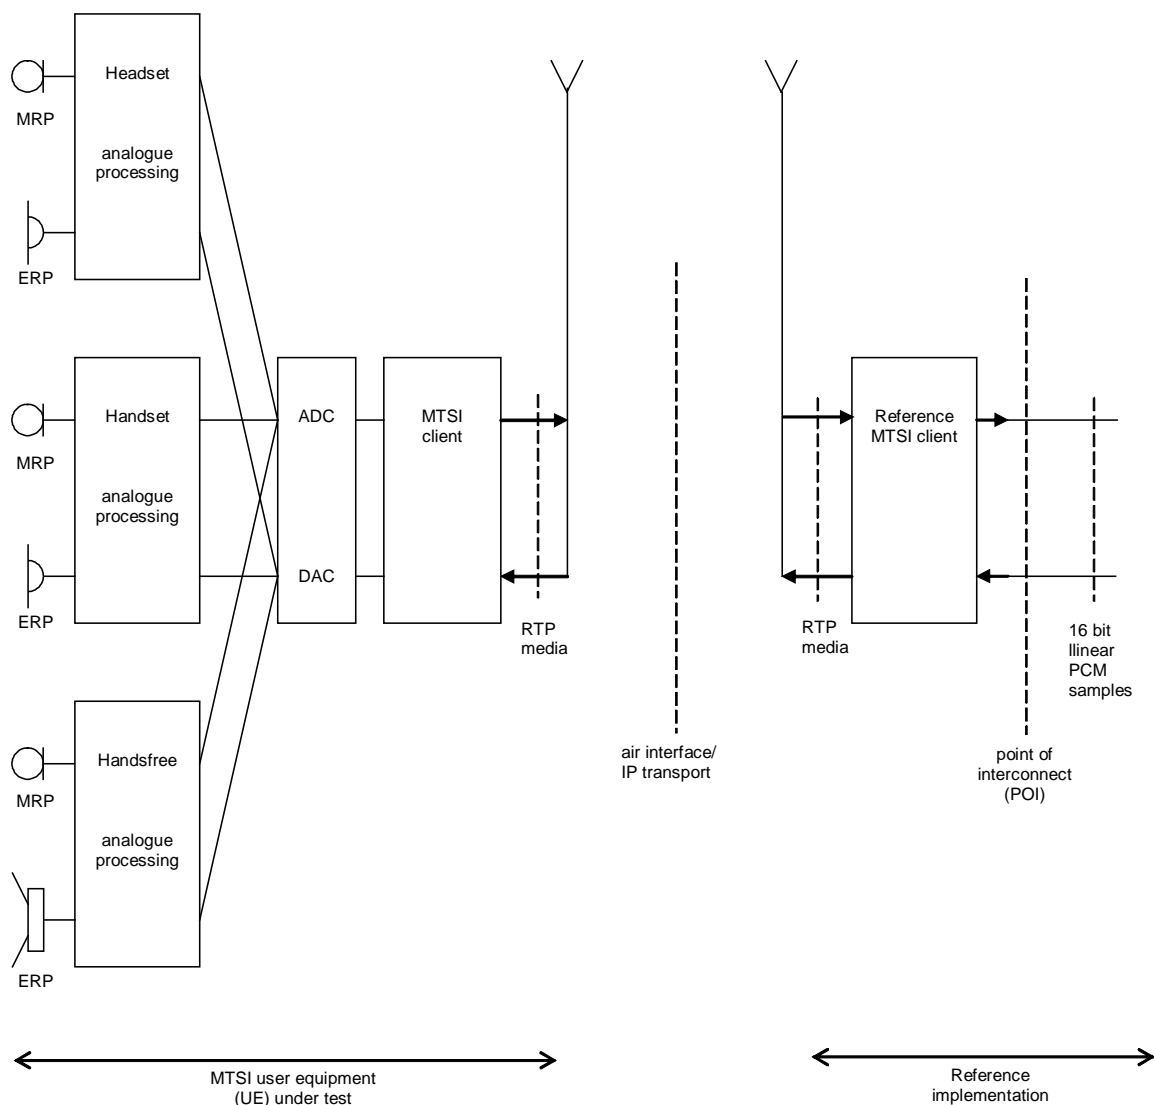 Headset
MRP
analogue
processing
ERP
Handset
MRP
analogue
processing
ERP
Handsfree
MRP
analogue
processing
ERP
ADC
DAC
MTSI
client
RTP
media
air interface/
IP transport
RTP
media
Reference
MTSI client
16 bit
llinear
PCM
samples
point of
interconnect
(POI)
MTSI user equipment
(UE) under test
Reference
implementation